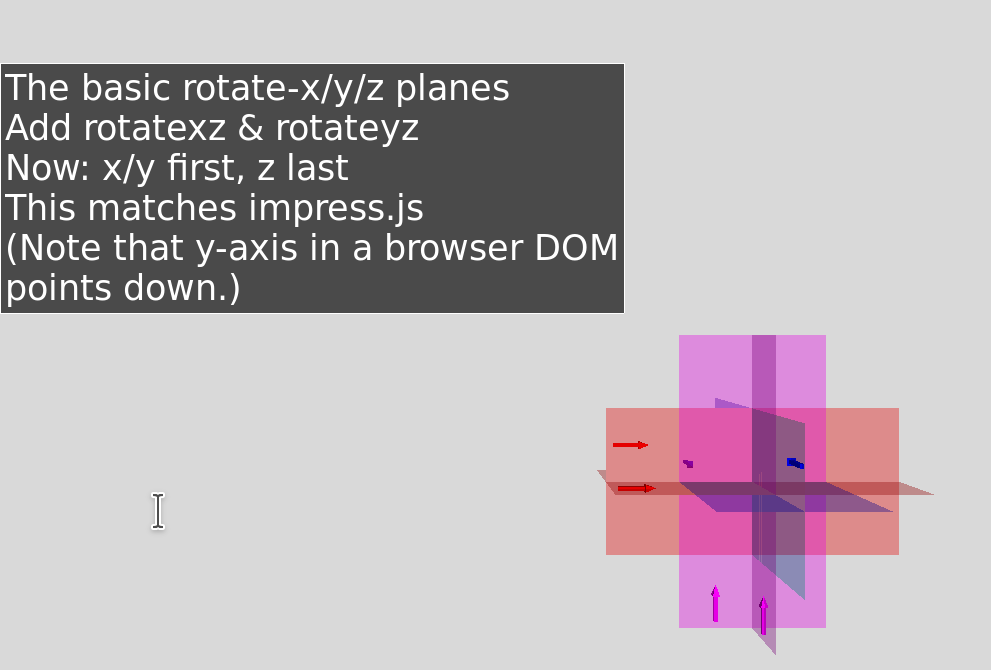 The basic rotate-x/y/z planes
Add rotatexz & rotateyz
Now: x/y first, z last
This matches impress.js
(Note that y-axis in a browser DOM
points down.)